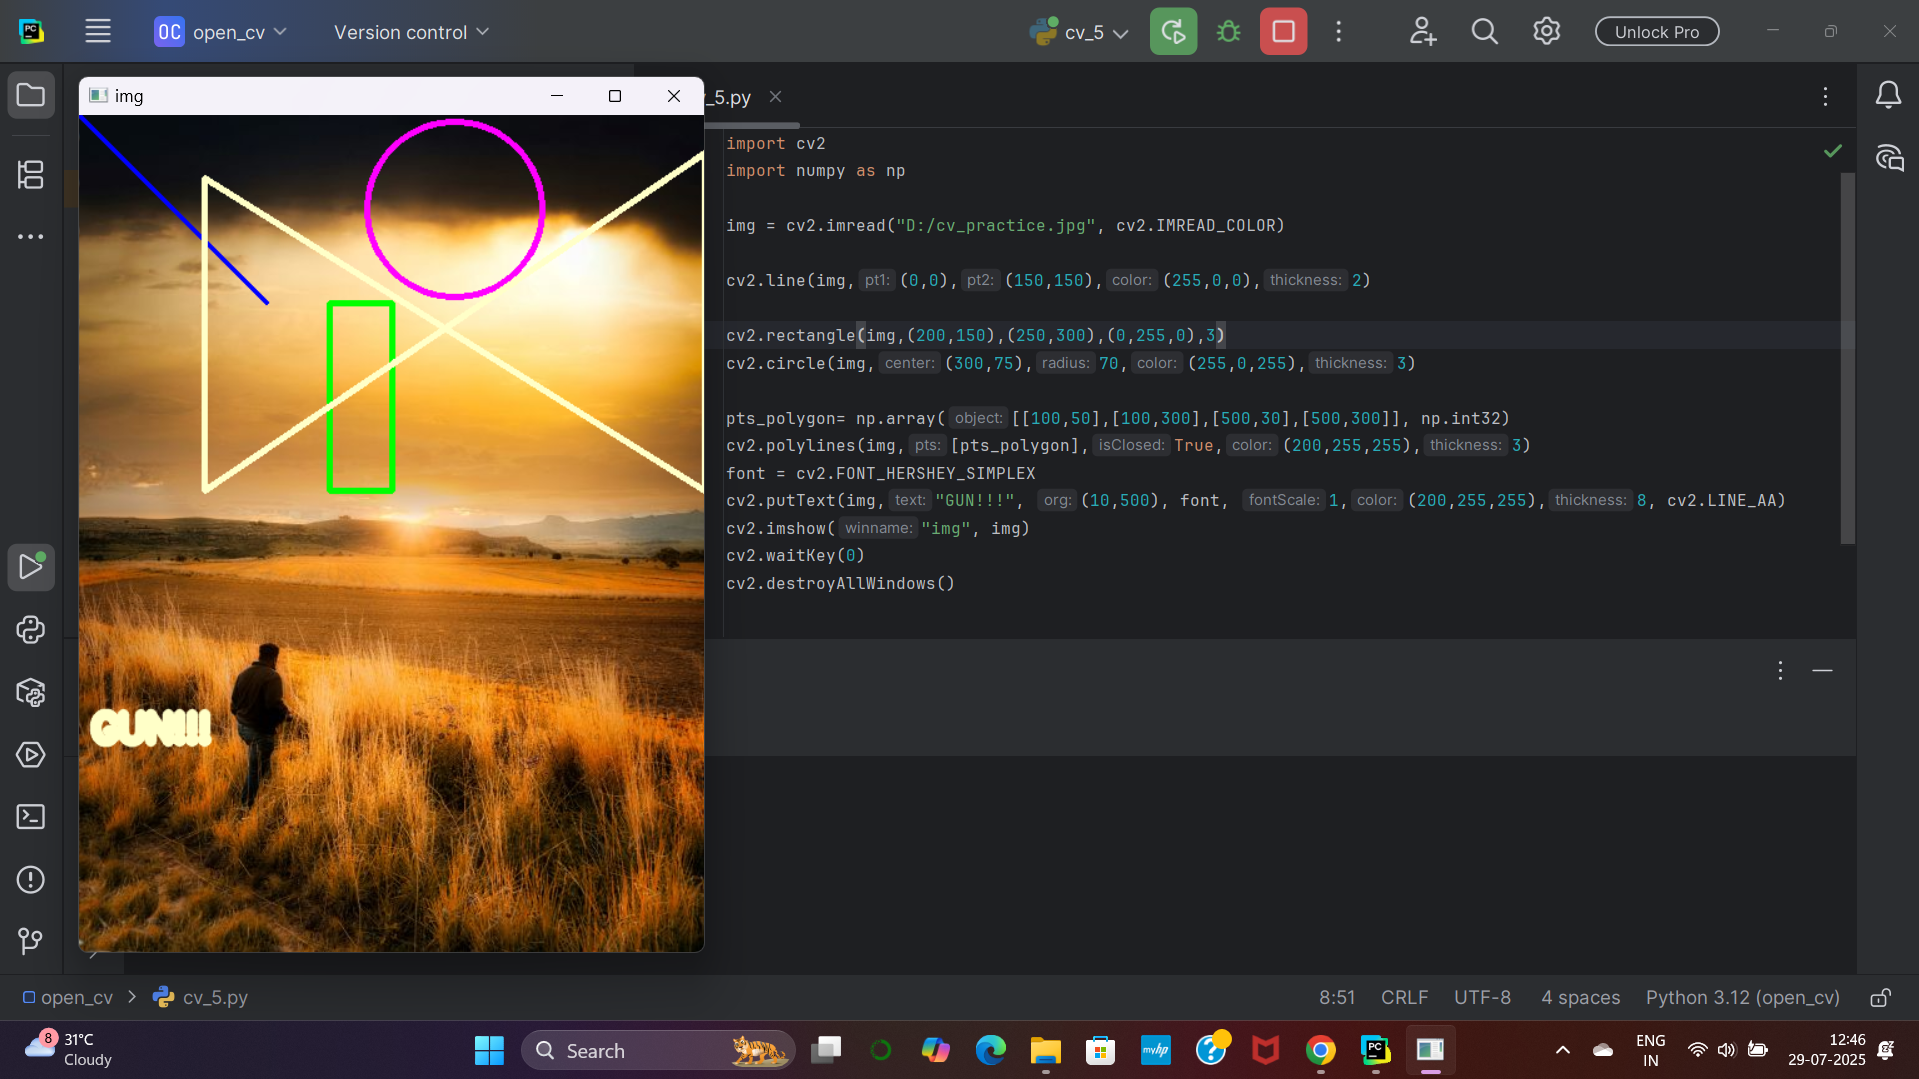 PC
OC open_cv
Version control
cv_5
Unlock Pro
img
_5.py
import cv2
import numpy as np
img = cv2.imread("D:/cv_practice.jpg", cv2.IMREAD_COLOR)
cv2.line(img, pt1: (0,0), pt2: (150,150), color: (255,0,0), thickness: 2)
cv2.rectangle(img,(200,150),(250,300),(0,255,0),3)
cv2.circle(img, center: (300,75), radius: 70, color: (255,0,255), thickness: 3)
pts_polygon= np.array( object: [[100,50],[100,300],[500,30],[500,300]], np.int32)
cv2.polylines(img, pts: [pts_polygon], isClosed: True, color: (200,255,255), thickness: 3)
font = cv2.FONT_HERSHEY_SIMPLEX
cv2.putText(img, text: "GUN!!!", org: (10,500), font, fontScale: 1, color: (200,255,255), thickness: 8, cv2.LINE_AA)
cv2.imshow( winname: "img", img)
cv2.waitKey(0)
cv2.destroyAllWindows()
GUN!!!
open_cv > cv_5.py
8:51 CRLF UTF-8 4 spaces Python 3.12 (open_cv)
8
31°C
Cloudy
Search
myhp
PC
ENG
IN
12:46
29-07-2025